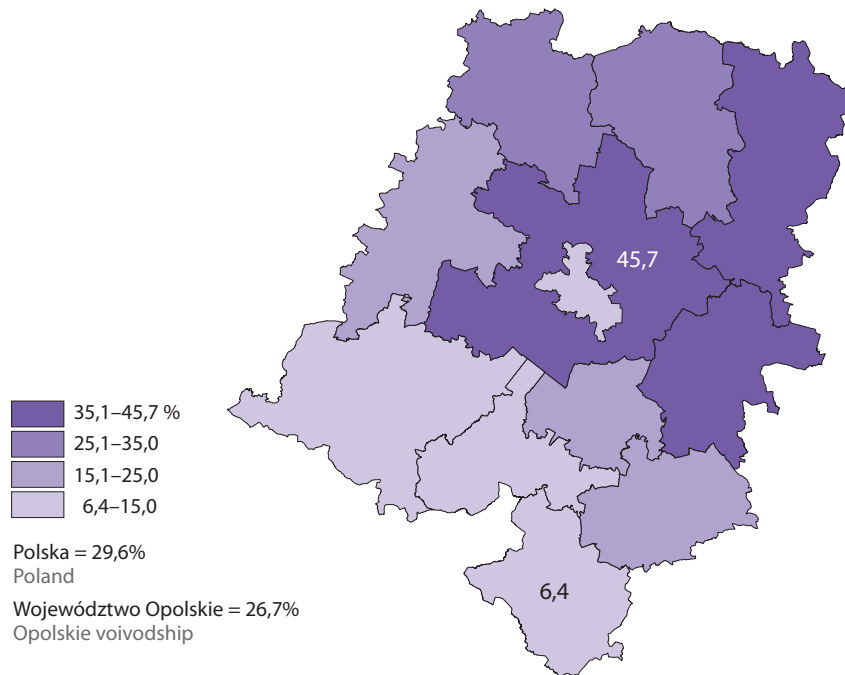 45,7
35,1–45,7 %
25,1–35,0
15,1–25,0
6,4–15,0
Polska = 29,6%
Poland
6,4
Województwo Opolskie = 26,7%
Opolskie voivodship